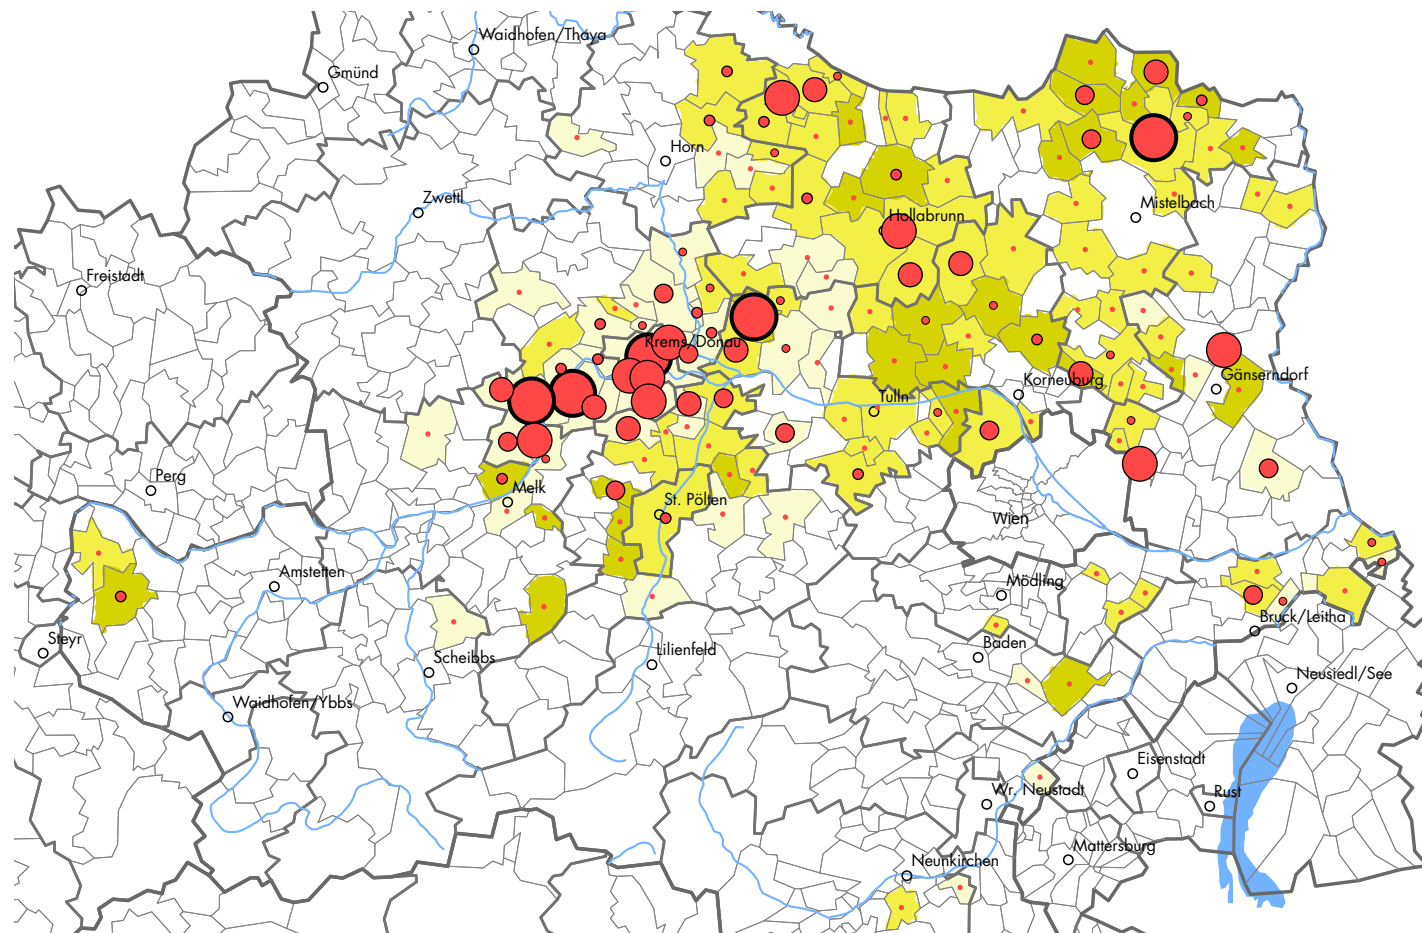 Waidhofen/Thaya
Gmünd
Horn
Zwettl
Mistelbach
Hollabrunn
Freistadt
Krems/Donau
Gänserndorf
Korneuburg
Tulln
Perg
Melk
St. Pölten
Wien
Amstetten
Mödling
Bruck/Leitha
Steyr
Baden
Lilienfeld
Scheibbs
Neusiedl/See
Waidhofen/Ybbs
Eisenstadt
Wr. Neustadt
Rust
Mattersburg
Neunkirchen